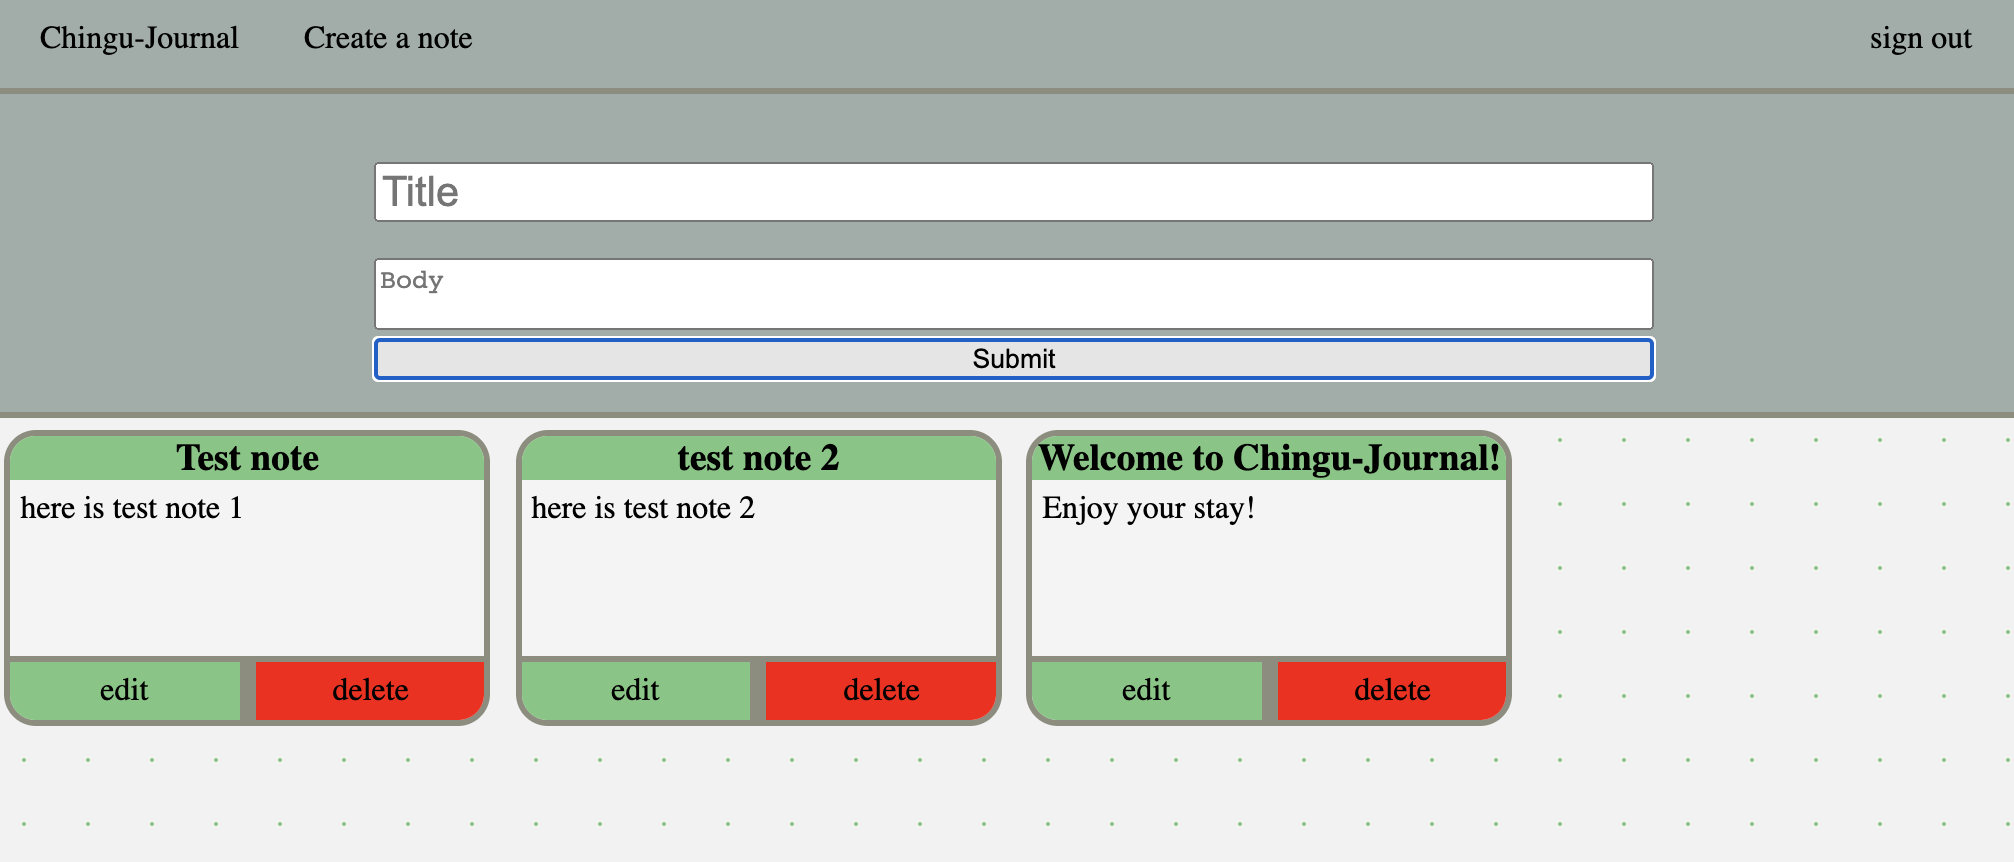 Chingu-Journal Create a note sign out
Title
Body
Submit
Test note
here is test note 1
edit delete
test note 2
here is test note 2
edit delete
Welcome to Chingu-Journal!
Enjoy your stay!
edit delete